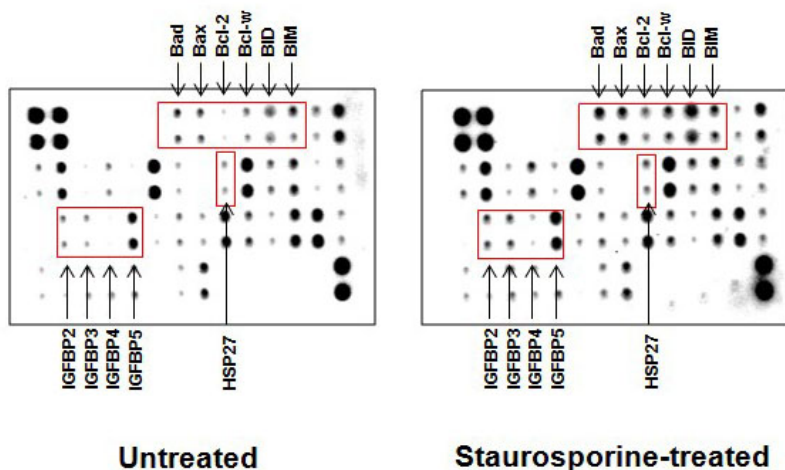 Bad
Bax
Bcl-2
Bcl-w
BID
BIM
Bad
Bax
Bcl-2
Bcl-w
BID
BIM
IGFBP2
IGFBP3
IGFBP4
IGFBP5
HSP27
IGFBP2
IGFBP3
IGFBP4
IGFBP5
HSP27
Untreated
Staurosporine-treated